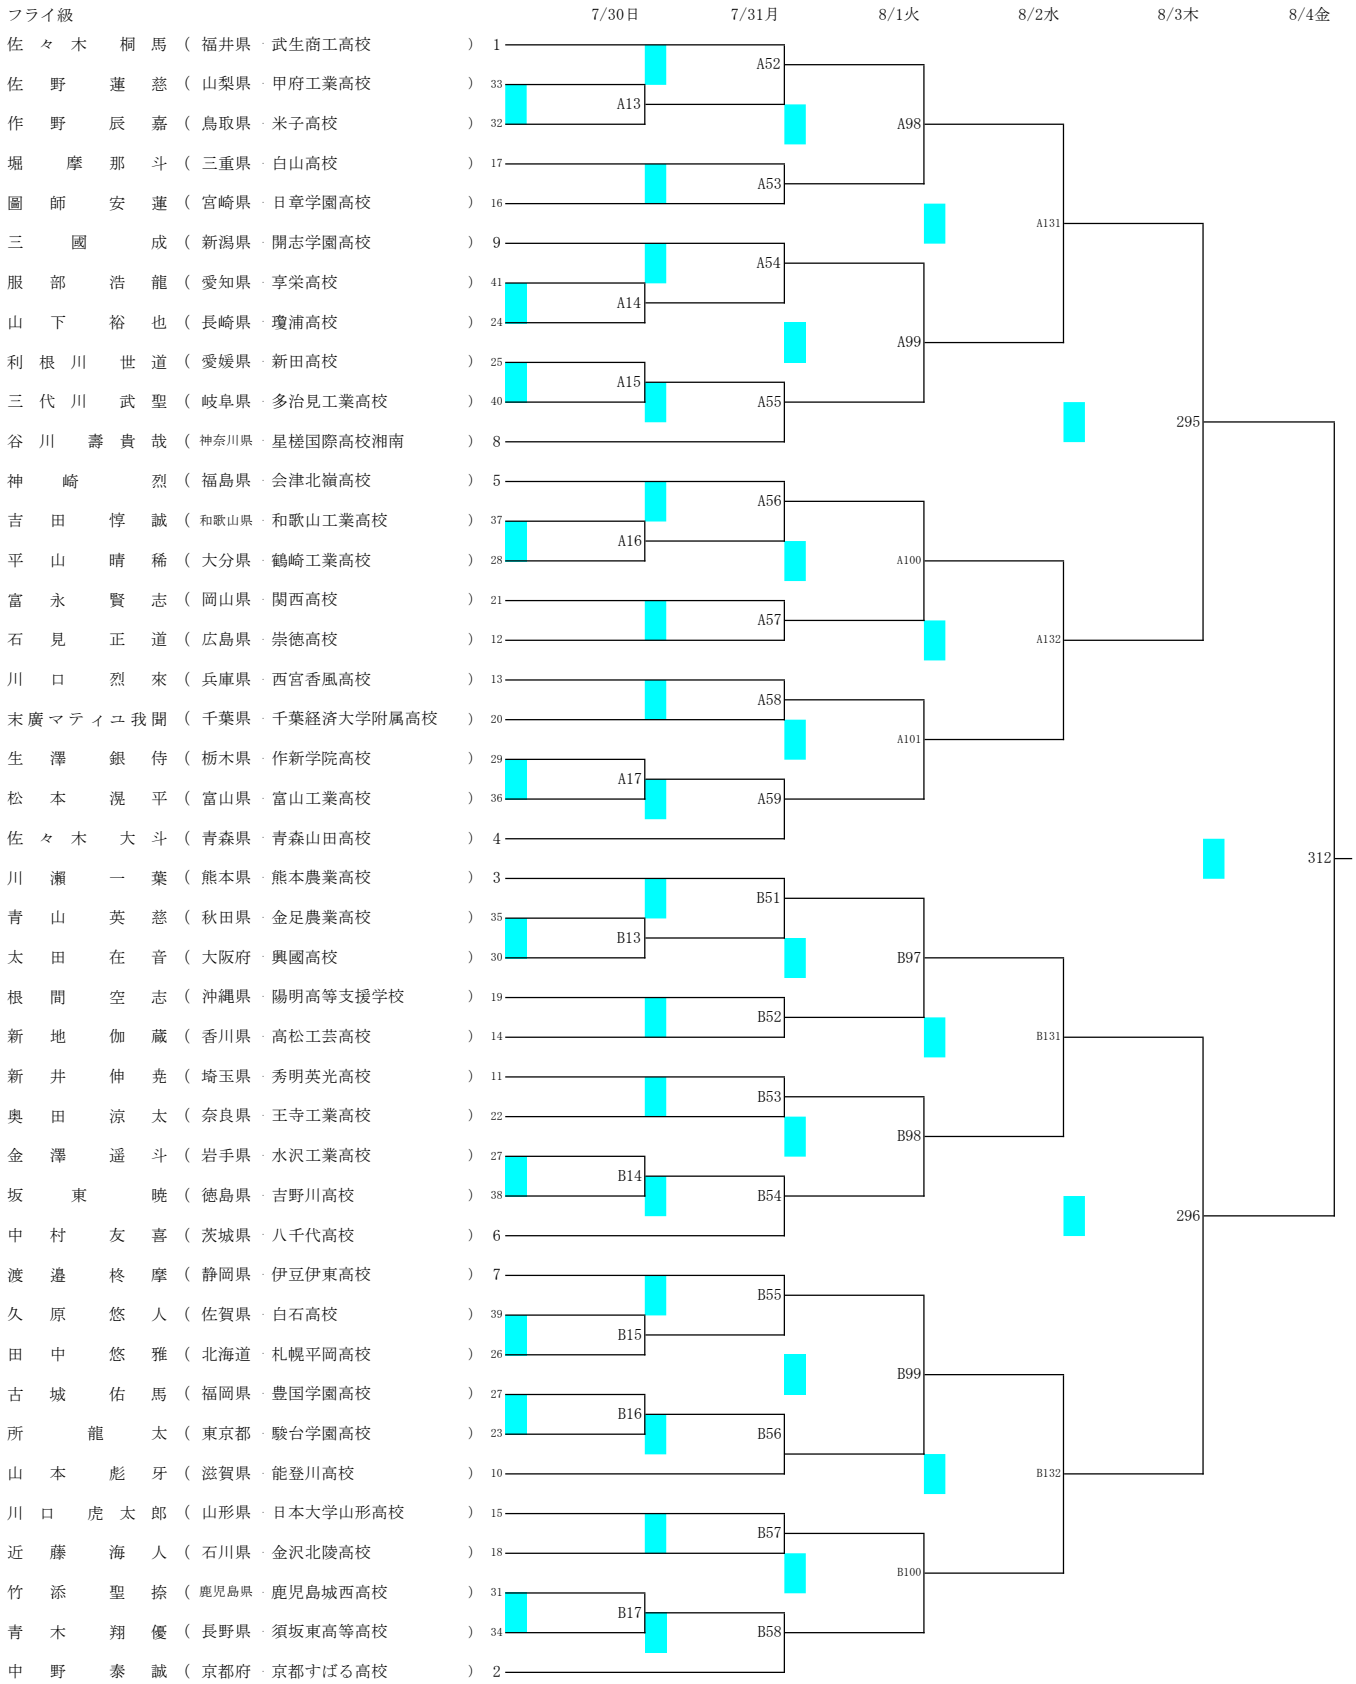 フライ級 7/30日 7/31月 8/1火 8/2水 8/3木 8/4金
佐々木 桐馬 ( 福井県 · 武生商工高校 ) 1
A52
佐野 蓮慈 ( 山梨県 · 甲府工業高校 ) 33
A13
作野 辰嘉 ( 鳥取県 · 米子高校 ) 32 A98
堀 摩那斗 ( 三重県 · 白山高校 ) 17
A53
圖師 安蓮 ( 宮崎県 · 日章学園高校 ) 16
A131
三國 成 ( 新潟県 · 開志学園高校 ) 9
A54
服部 浩龍 ( 愛知県 · 享栄高校 ) 41
A14
山下 裕也 ( 長崎県 · 瓊浦高校 ) 24
A99
利根川 世道 ( 愛媛県 · 新田高校 ) 25
A15
三代川 武聖 ( 岐阜県 · 多治見工業高校 ) 40 A55
295
谷川 壽貴哉 ( 神奈川県 · 星槎国際高校湘南 ) 8
神崎 烈 ( 福島県 · 会津北嶺高校 ) 5
A56
吉田 惇誠 ( 和歌山県 · 和歌山工業高校 ) 37
A16
平山 晴稀 ( 大分県 · 鶴崎工業高校 ) 28 A100
富永 賢志 ( 岡山県 · 関西高校 ) 21
A57
石見 正道 ( 広島県 · 崇徳高校 ) 12 A132
川口 烈來 ( 兵庫県 · 西宮香風高校 ) 13
A58
末廣マティユ我聞 ( 千葉県 · 千葉経済大学附属高校 ) 20
A101
生澤 銀侍 ( 栃木県 · 作新学院高校 ) 29
A17
松本 滉平 ( 富山県 · 富山工業高校 ) 36 A59
佐々木 大斗 ( 青森県 · 青森山田高校 ) 4
312
川瀬 一葉 ( 熊本県 · 熊本農業高校 ) 3
B51
青山 英慈 ( 秋田県 · 金足農業高校 ) 35
B13
太田 在音 ( 大阪府 · 興國高校 ) 30 B97
根間 空志 ( 沖縄県 · 陽明高等支援学校 ) 19
B52
新地 伽蔵 ( 香川県 · 高松工芸高校 ) 14 B131
新井 伸尭 ( 埼玉県 · 秀明英光高校 ) 11
B53
奥田 涼太 ( 奈良県 · 王寺工業高校 ) 22
B98
金澤 遥斗 ( 岩手県 · 水沢工業高校 ) 27
B14
坂東 暁 ( 徳島県 · 吉野川高校 ) 38 B54
296
中村 友喜 ( 茨城県 · 八千代高校 ) 6
渡邉 柊摩 ( 静岡県 · 伊豆伊東高校 ) 7
B55
久原 悠人 ( 佐賀県 · 白石高校 ) 39
B15
田中 悠雅 ( 北海道 · 札幌平岡高校 ) 26
B99
古城 佑馬 ( 福岡県 · 豊国学園高校 ) 27
B16
所 龍太 ( 東京都 · 駿台学園高校 ) 23 B56
山本 彪牙 ( 滋賀県 · 能登川高校 ) 10 B132
川口 虎太郎 ( 山形県 · 日本大学山形高校 ) 15
B57
近藤 海人 ( 石川県 · 金沢北陵高校 ) 18
B100
竹添 聖捺 ( 鹿児島県 · 鹿児島城西高校 ) 31
B17
青木 翔優 ( 長野県 · 須坂東高等高校 ) 34 B58
中野 泰誠 ( 京都府 · 京都すばる高校 ) 2